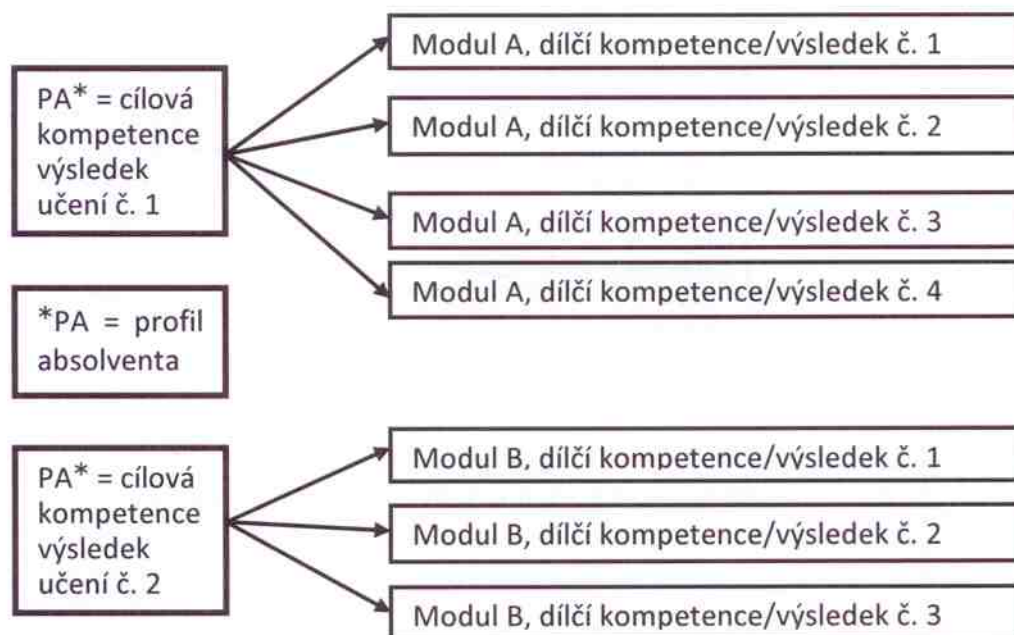 PA* = cílová
kompetence
výsledek
učení č. 1
Modul A, dílčí kompetence/výsledek č. 1
Modul A, dílčí kompetence/výsledek č. 2
Modul A, dílčí kompetence/výsledek č. 3
Modul A, dílčí kompetence/výsledek č. 4
*PA = profil
absolventa
PA* = cílová
kompetence
výsledek
učení č. 2
Modul B, dílčí kompetence/výsledek č. 1
Modul B, dílčí kompetence/výsledek č. 2
Modul B, dílčí kompetence/výsledek č. 3